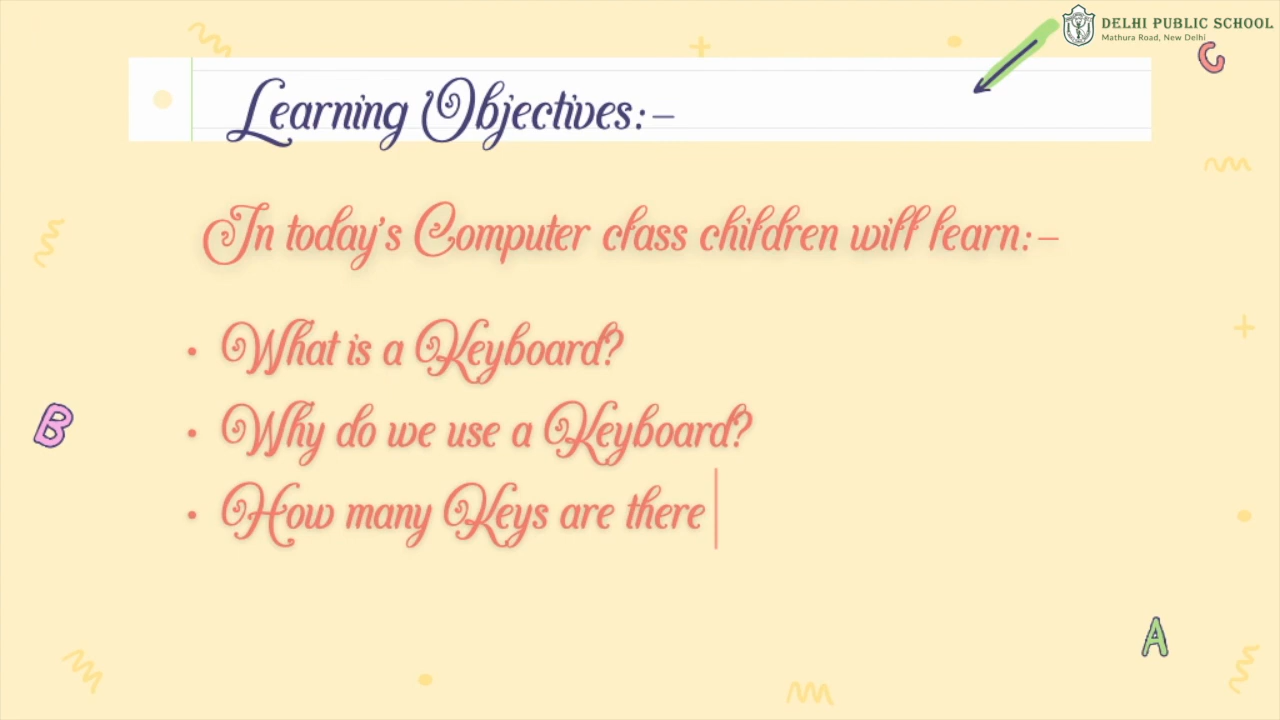 DELHI PUBLIC SCHOOL
Mathura Road, New Delhi
C
Learning Objectives:-
In today's Computer class children will learn:-
• What is a Keyboard?
• Why do we use a Keyboard?
B
• How many Keys are there
A